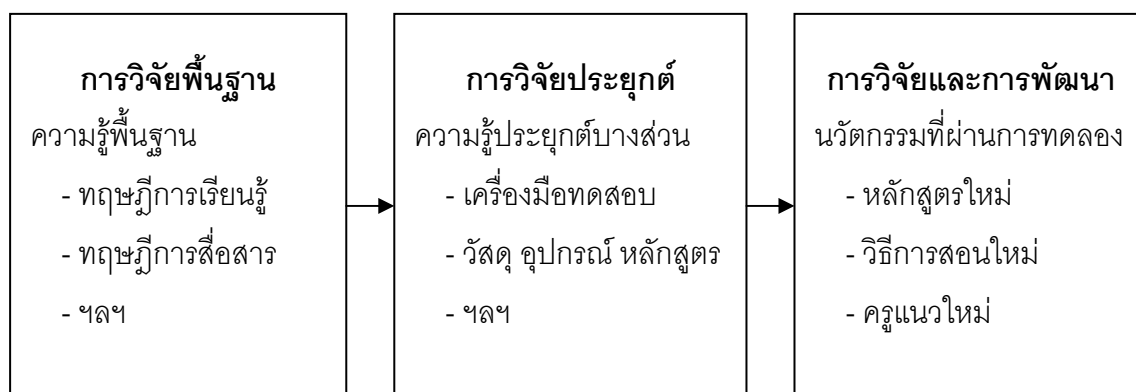 การวิจัยพื้นฐาน
ความรู้พื้นฐาน
- ทฤษฎีการเรียนรู้
- ทฤษฎีการสื่อสาร
- ฯลฯ
การวิจัยประยุกต์
ความรู้ประยุกต์บางส่วน
- เครื่องมือทดสอบ
- วัสดุ อุปกรณ์ หลักสูตร
- ฯลฯ
การวิจัยและการพัฒนา
นวัตกรรมที่ผ่านการทดลอง
- หลักสูตรใหม่
- วิธีการสอนใหม่
- ครูแนวใหม่